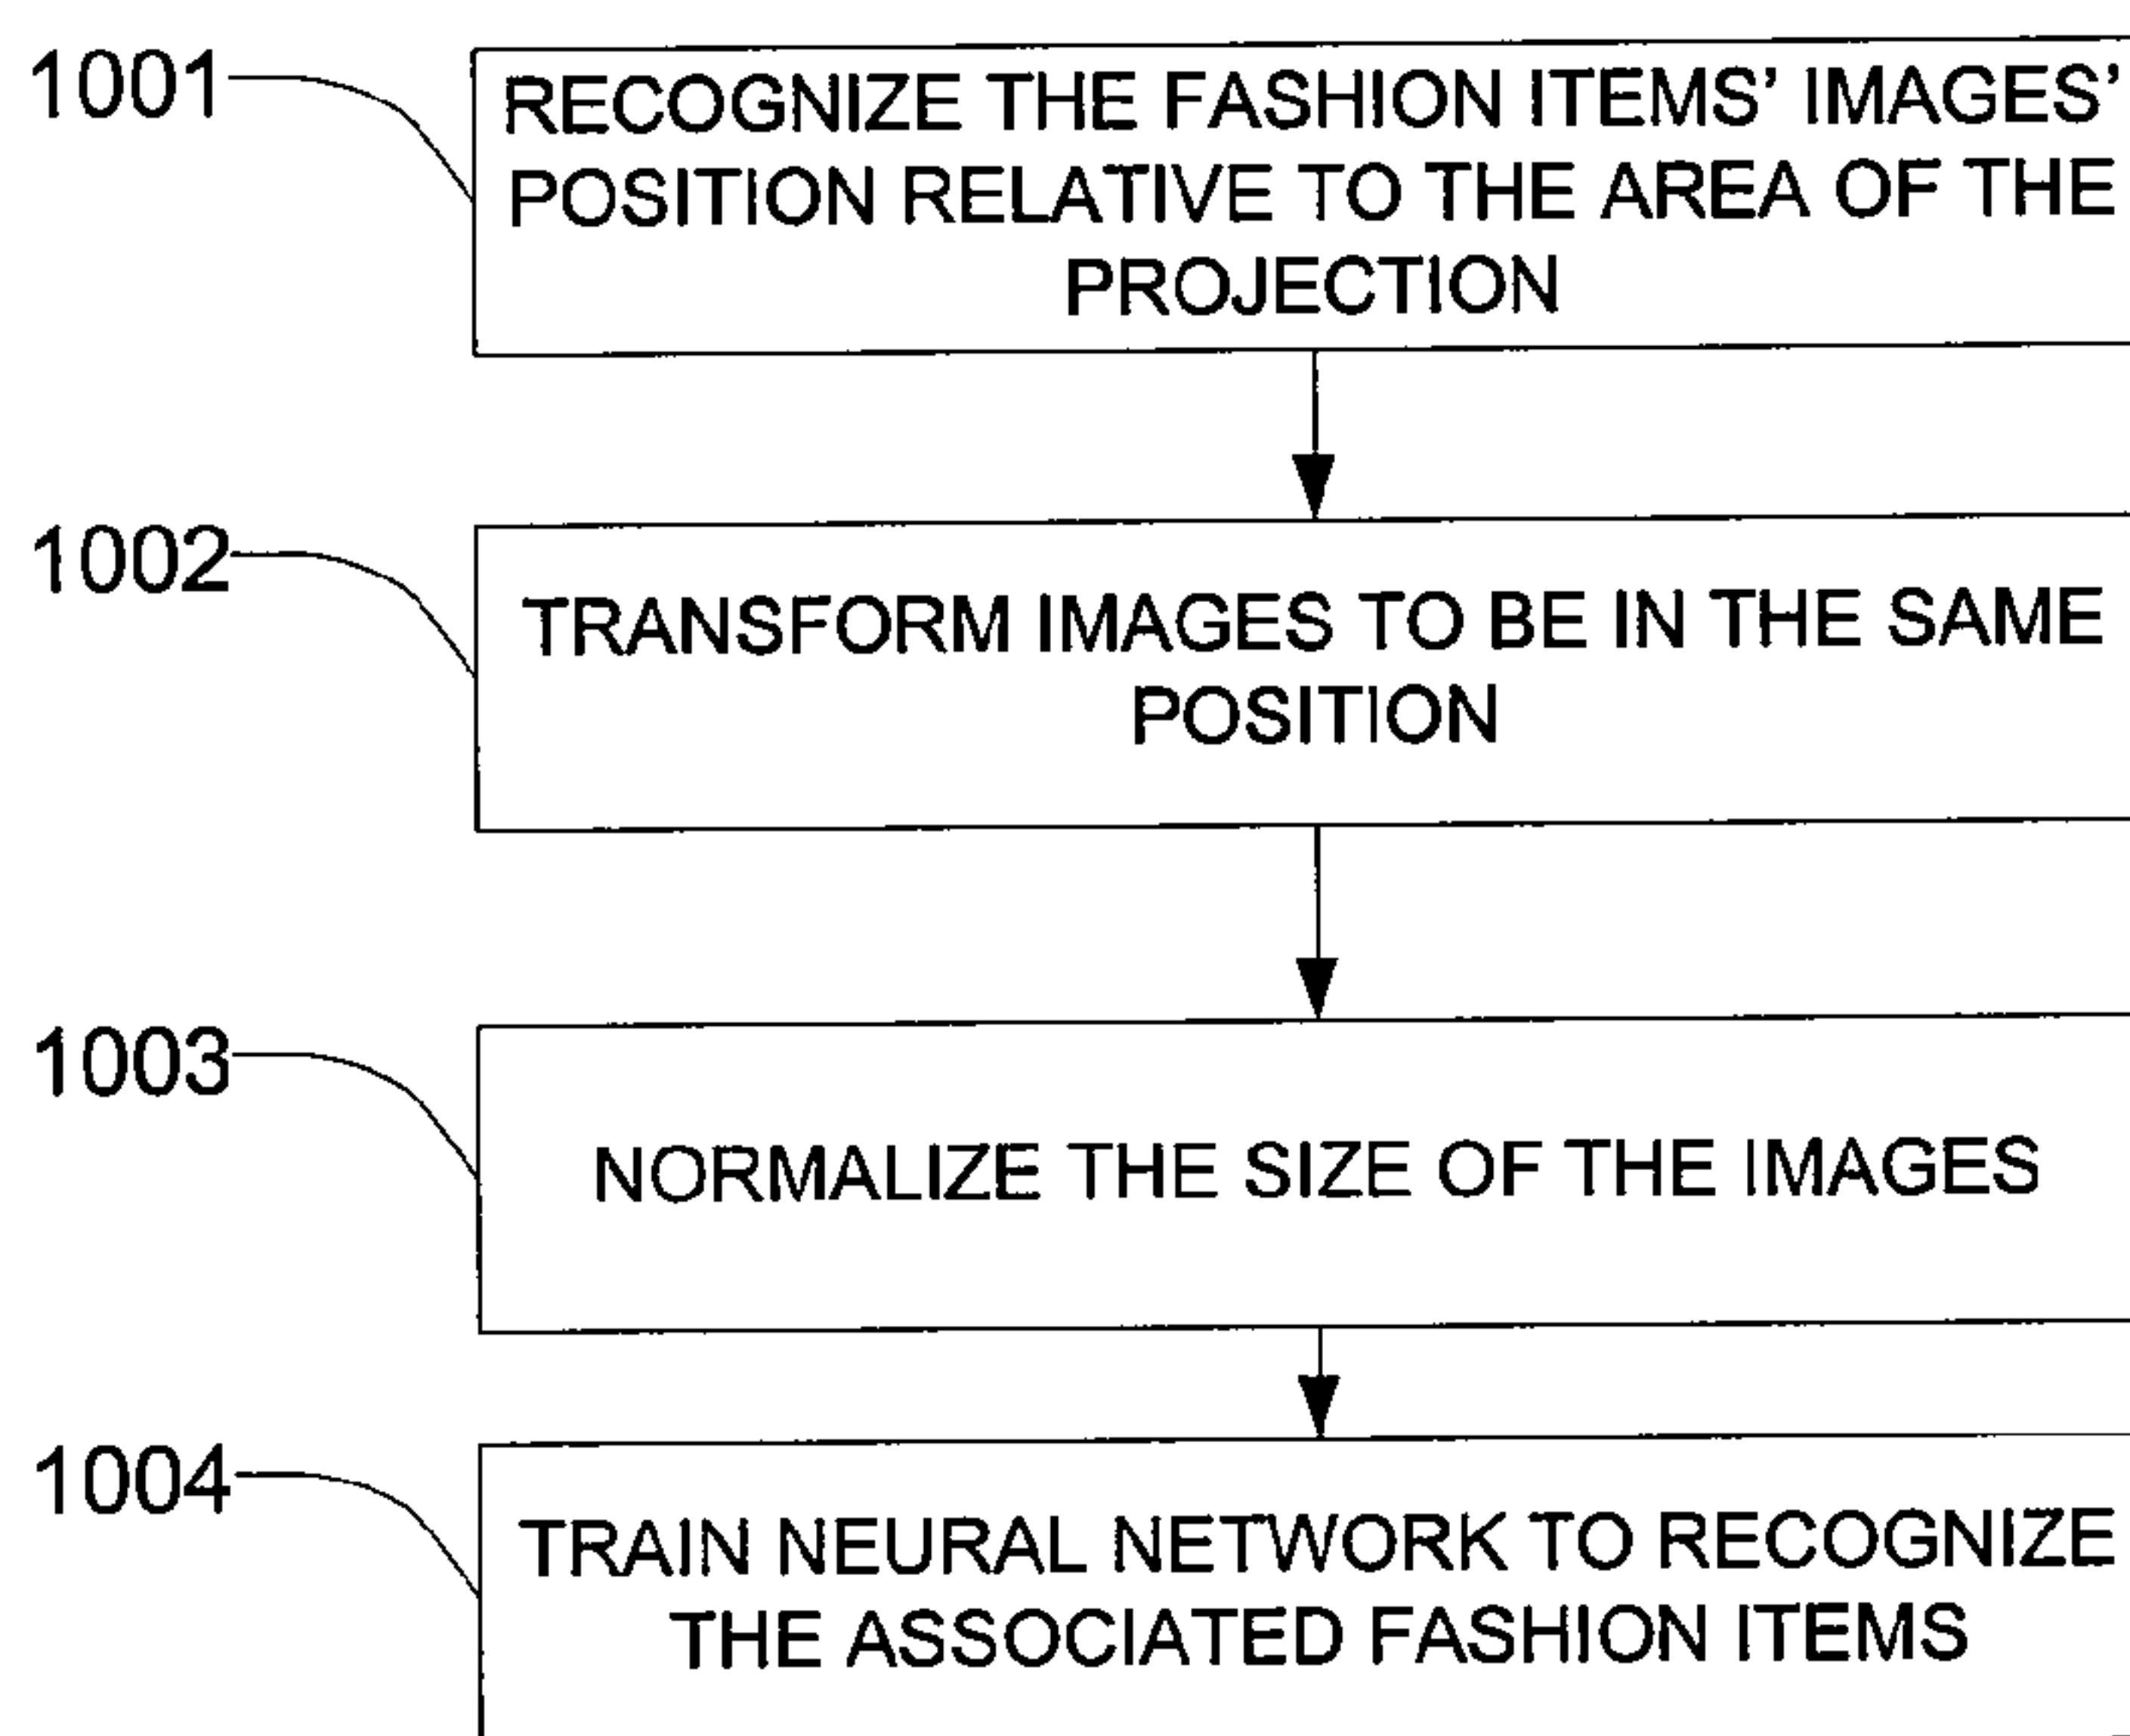 1001
RECOGNIZE THE FASHION ITEMS' IMAGES'
POSITION RELATIVE TO THE AREA OF THE
PROJECTION
1002
TRANSFORM IMAGES TO BE IN THE SAME
POSITION
1003
NORMALIZE THE SIZE OF THE IMAGES
1004
TRAIN NEURAL NETWORK TO RECOGNIZE
THE ASSOCIATED FASHION ITEMS